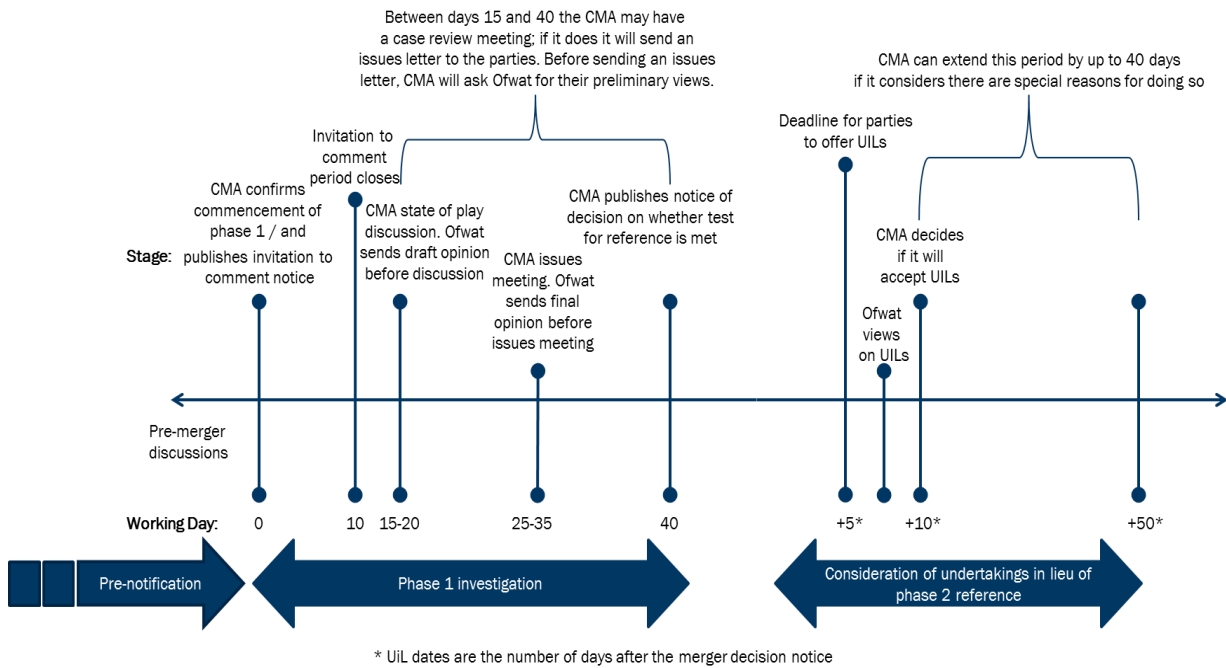 Between days 15 and 40 the CMA may have
a case review meeting; if it does it will send an
issues letter to the parties. Before sending an issues
letter, CMA will ask Ofwat for their preliminary views.
CMA can extend this period by up to 40 days
if it considers there are special reasons for doing so
Stage:
CMA confirms
commencement of
phase 1 / and
publishes invitation to
comment notice
Invitation to
comment
period closes
CMA state of play
discussion. Ofwat
sends draft opinion
before discussion
CMA issues
meeting. Ofwat
sends final
opinion before
issues meeting
CMA publishes notice of
decision on whether test
for reference is met
Deadline for parties
to offer UILs
Ofwat
views
on UILs
CMA decides
if it will
accept UILs
Pre-merger
discussions
Working Day:
0
10
15-20
25-35
40
+5*
+10*
+50*
Pre-notification
Phase 1 investigation
Consideration of undertakings in lieu of
phase 2 reference
* UiL dates are the number of days after the merger decision notice